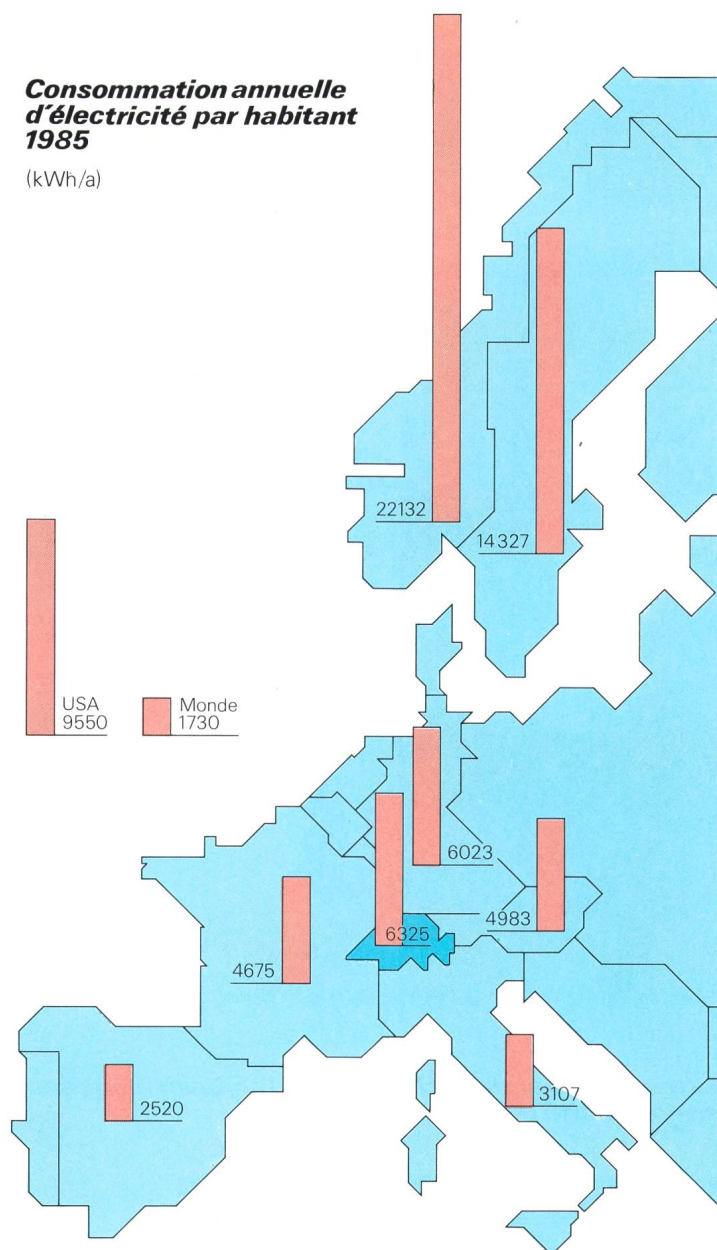 Consommation annuelle
d'électricité par habitant
1985
(kWh/a)
22132
14327
USA
9550
Monde
1730
6023
4983
6325
4675
3107
2520